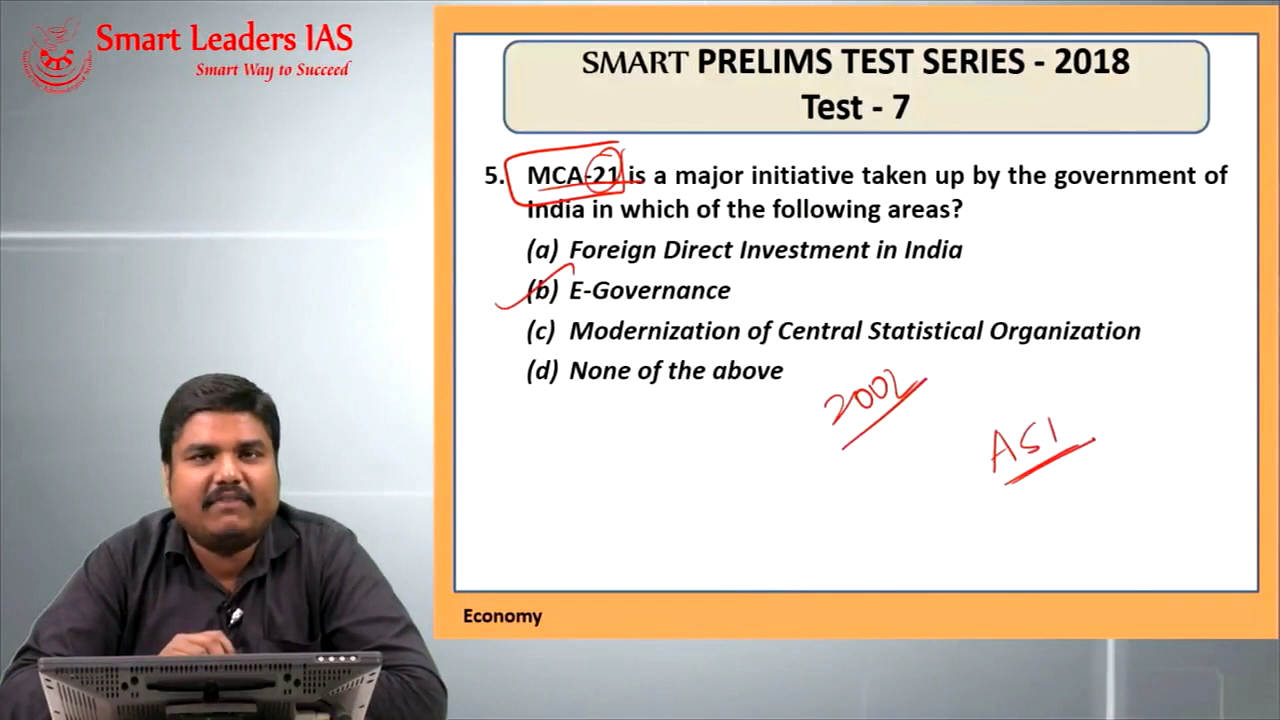 Smart Leaders IAS
Smart Way to Succeed
SMART PRELIMS TEST SERIES - 2018
Test - 7
5. MCA-21 is a major initiative taken up by the government of
India in which of the following areas?
(a) Foreign Direct Investment in India
(b) E-Governance
(c) Modernization of Central Statistical Organization
(d) None of the above
2002
ASI
Economy